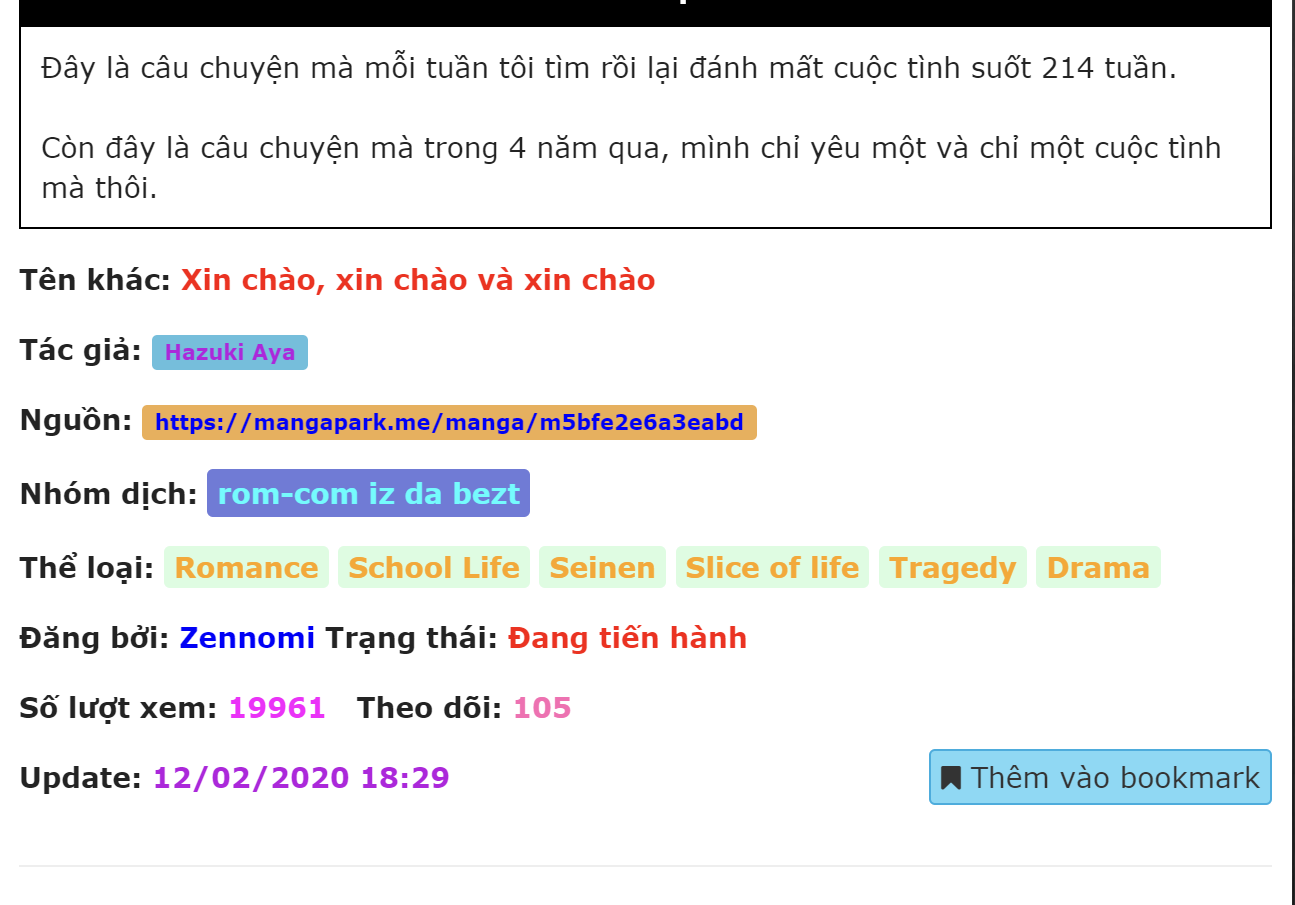 Đây là câu chuyện mà mỗi tuần tôi tìm rồi lại đánh mất cuộc tình suốt 214 tuần.
Còn đây là câu chuyện mà trong 4 năm qua, mình chỉ yêu một và chỉ một cuộc tình
mà thôi.
Tên khác: Xin chào, xin chào và xin chào
Tác giả: Hazuki Aya
Nguồn: https://mangapark.me/manga/m5bfe2e6a3eabd
Nhóm dịch: rom-com iz da bezt
Thể loại: Romance School Life Seinen Slice of life Tragedy Drama
Đăng bởi: Zennomi Trạng thái: Đang tiến hành
Số lượt xem: 19961 Theo dõi: 105
Update: 12/02/2020 18:29 Thêm vào bookmark